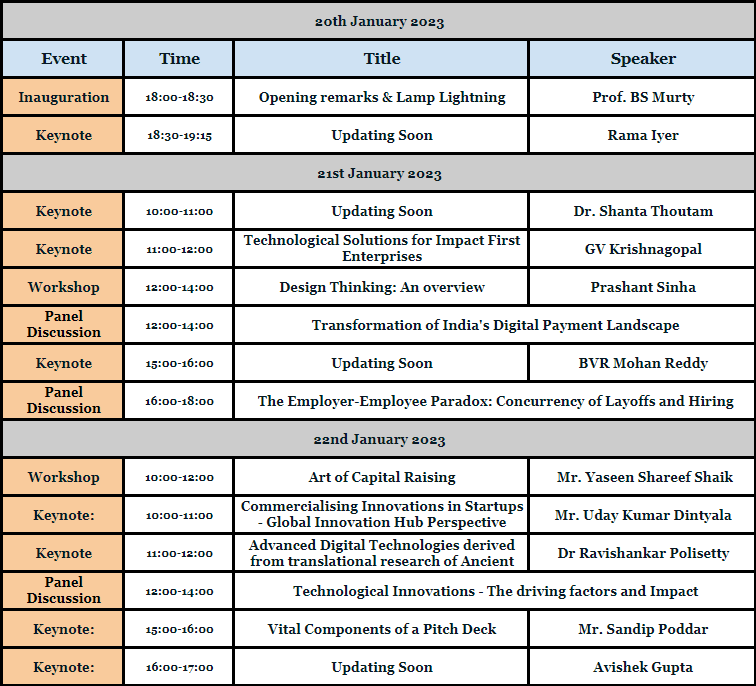 20th January 2023
Event Time Title Speaker
Inauguration 18:00-18:30 Opening remarks & Lamp Lightning Prof. BS Murty
Keynote 18:30-19:15 Updating Soon Rama Iyer
21st January 2023
Keynote 10:00-11:00 Updating Soon Dr. Shanta Thoutam
Keynote 11:00-12:00 Technological Solutions for Impact First
Enterprises GV Krishnagopal
Workshop 12:00-14:00 Design Thinking: An overview Prashant Sinha
Panel
Discussion 12:00-14:00 Transformation of India's Digital Payment Landscape
Keynote 15:00-16:00 Updating Soon BVR Mohan Reddy
Panel
Discussion 16:00-18:00 The Employer-Employee Paradox: Concurrency of Layoffs and Hiring
22nd January 2023
Workshop 10:00-12:00 Art of Capital Raising Mr. Yaseen Shareef Shaik
Keynote: 10:00-11:00 Commercialising Innovations in Startups
- Global Innovation Hub Perspective Mr. Uday Kumar Dintyala
Keynote 11:00-12:00 Advanced Digital Technologies derived
from translational research of Ancient Dr Ravishankar Polisetty
Panel
Discussion 12:00-14:00 Technological Innovations - The driving factors and Impact
Keynote: 15:00-16:00 Vital Components of a Pitch Deck Mr. Sandip Poddar
Keynote: 16:00-17:00 Updating Soon Avishek Gupta